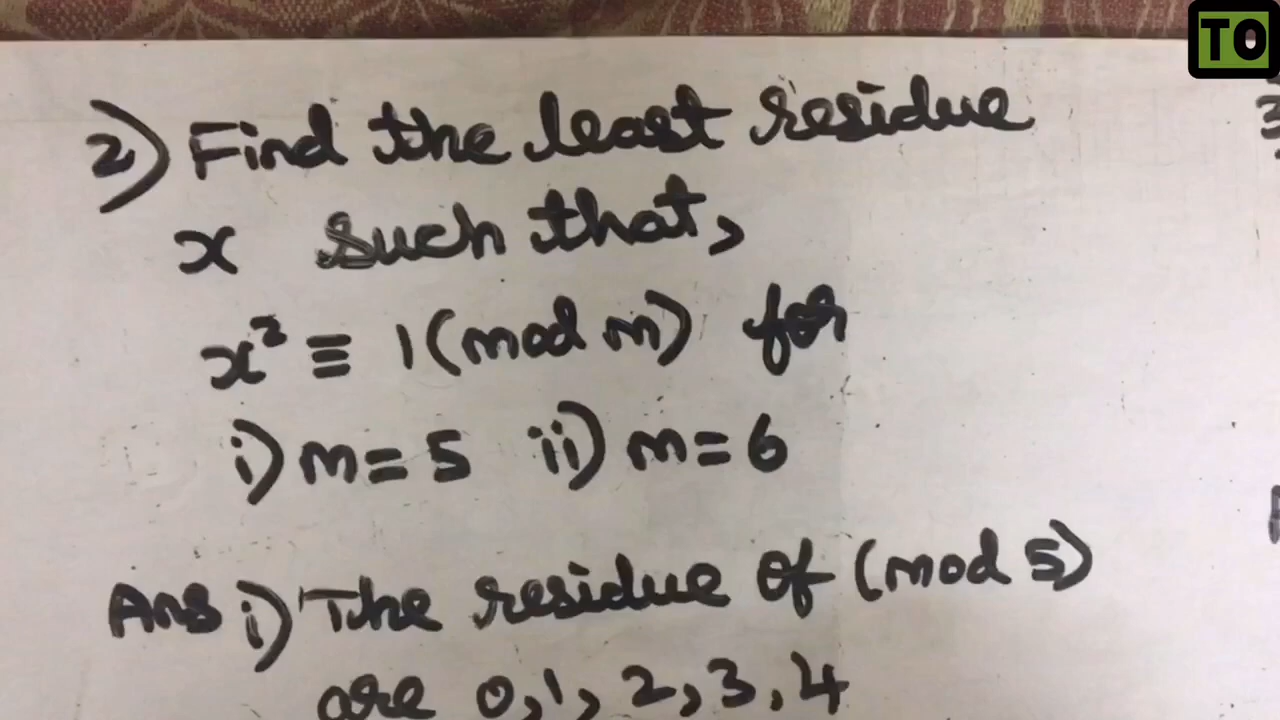 TO
2) Find the least residue
x such that,
x² ≡ 1 (mod m) for
i) m = 5 ii) m = 6
Ans i) The residue of (mod 5)
are 0, 1, 2, 3, 4